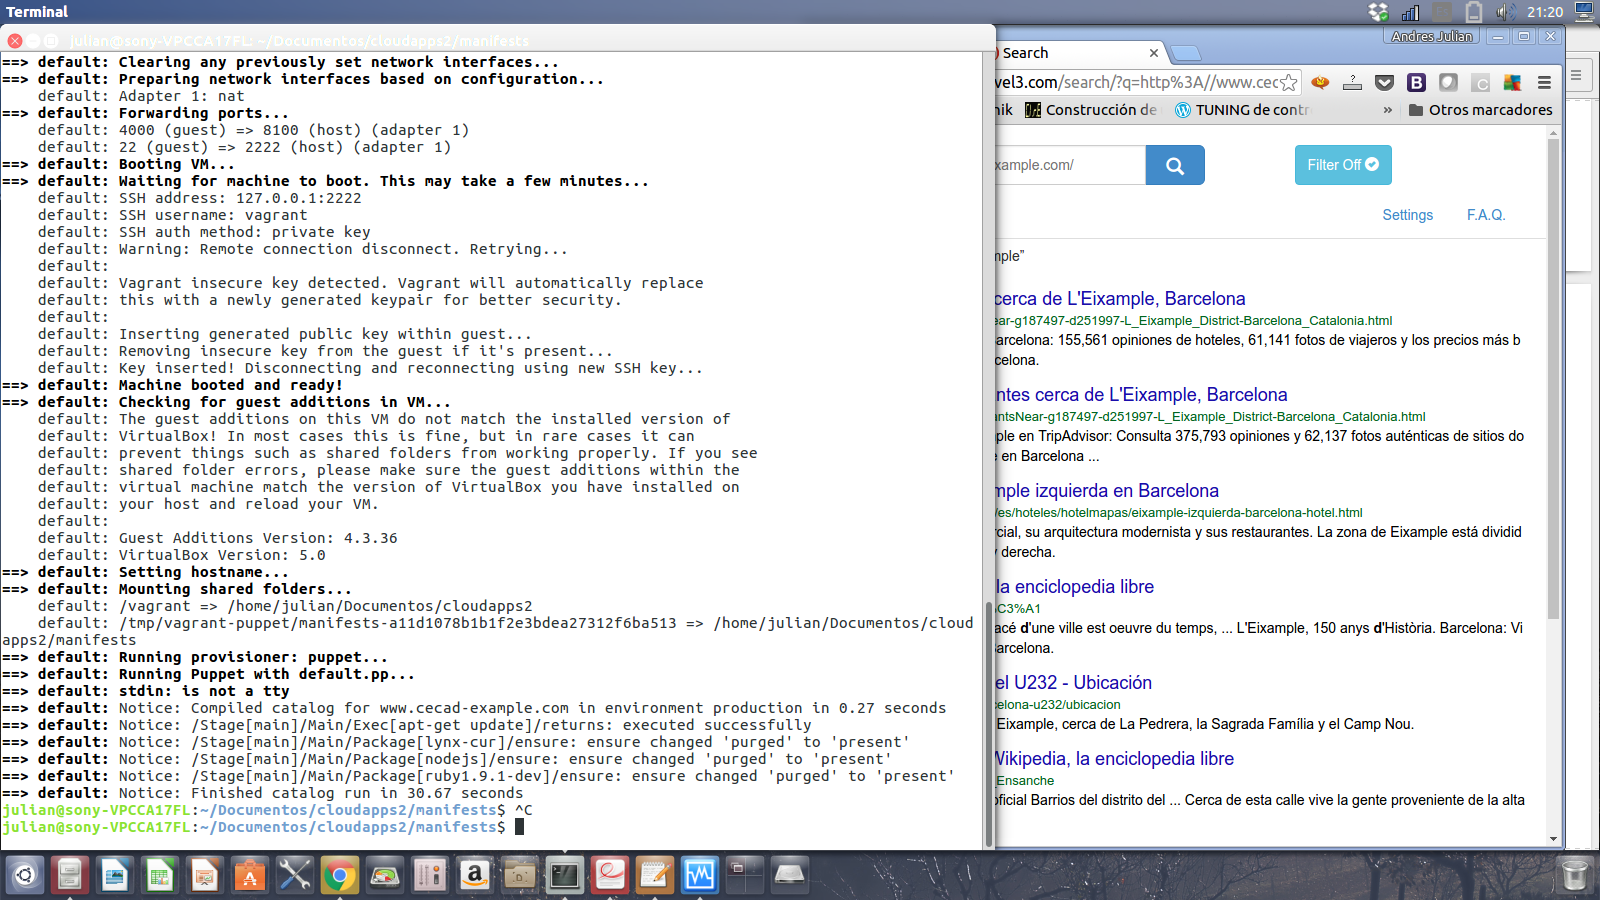 Terminal
21:20
julian@sony-VPCCA17FL: ~/Documentos/cloudapps2/manifests
==> default: Clearing any previously set network interfaces...
==> default: Preparing network interfaces based on configuration...
    default: Adapter 1: nat
==> default: Forwarding ports...
    default: 4000 (guest) => 8100 (host) (adapter 1)
    default: 22 (guest) => 2222 (host) (adapter 1)
==> default: Booting VM...
==> default: Waiting for machine to boot. This may take a few minutes...
    default: SSH address: 127.0.0.1:2222
    default: SSH username: vagrant
    default: SSH auth method: private key
    default: Warning: Remote connection disconnect. Retrying...
    default:
    default: Vagrant insecure key detected. Vagrant will automatically replace
    default: this with a newly generated keypair for better security.
    default:
    default: Inserting generated public key within guest...
    default: Removing insecure key from the guest if it's present...
    default: Key inserted! Disconnecting and reconnecting using new SSH key...
==> default: Machine booted and ready!
==> default: Checking for guest additions in VM...
    default: The guest additions on this VM do not match the installed version of
    default: VirtualBox! In most cases this is fine, but in rare cases it can
    default: prevent things such as shared folders from working properly. If you see
    default: shared folder errors, please make sure the guest additions within the
    default: virtual machine match the version of VirtualBox you have installed on
    default: your host and reload your VM.
    default:
    default: Guest Additions Version: 4.3.36
    default: VirtualBox Version: 5.0
==> default: Setting hostname...
==> default: Mounting shared folders...
    default: /vagrant => /home/julian/Documentos/cloudapps2
    default: /tmp/vagrant-puppet/manifests-a11d1078b1b1f2e3bdea27312f6ba513 => /home/julian/Documentos/cloud
apps2/manifests
==> default: Running provisioner: puppet...
==> default: Running Puppet with default.pp...
==> default: stdin: is not a tty
==> default: Notice: Compiled catalog for www.cecad-example.com in environment production in 0.27 seconds
==> default: Notice: /Stage[main]/Main/Exec[apt-get update]/returns: executed successfully
==> default: Notice: /Stage[main]/Main/Package[lynx-cur]/ensure: ensure changed 'purged' to 'present'
==> default: Notice: /Stage[main]/Main/Package[nodejs]/ensure: ensure changed 'purged' to 'present'
==> default: Notice: /Stage[main]/Main/Package[ruby1.9.1-dev]/ensure: ensure changed 'purged' to 'present'
==> default: Notice: Finished catalog run in 30.67 seconds
julian@sony-VPCCA17FL:~/Documentos/cloudapps2/manifests$ ^C
julian@sony-VPCCA17FL:~/Documentos/cloudapps2/manifests$
Andres Julian
Search
vel3.com/search/?q=http%3A//www.cec
nik Construcción de TUNING de contr » Otros marcadores
xample.com/ Filter Off
Settings F.A.Q.
mple”
cerca de L'Eixample, Barcelona
ear-g187497-d251997-L_Eixample_District-Barcelona_Catalonia.html
arcelona: 155,561 opiniones de hoteles, 61,141 fotos de viajeros y los precios más b
celona.
ntes cerca de L'Eixample, Barcelona
antsNear-g187497-d251997-L_Eixample_District-Barcelona_Catalonia.html
ple en TripAdvisor: Consulta 375,793 opiniones y 62,137 fotos auténticas de sitios do
e en Barcelona ...
mple izquierda en Barcelona
/es/hoteles/hotelmapas/eixample-izquierda-barcelona-hotel.html
rcial, su arquitectura modernista y sus restaurantes. La zona de Eixample está dividid
y derecha.
la enciclopedia libre
%C3%A1
acé d'une ville est oeuvre du temps, ... L'Eixample, 150 anys d'Història. Barcelona: Vi
Barcelona.
el U232 - Ubicación
celona-u232/ubicacion
Eixample, cerca de La Pedrera, la Sagrada Família y el Camp Nou.
Wikipedia, la enciclopedia libre
_Ensanche
oficial Barrios del distrito del ... Cerca de esta calle vive la gente proveniente de la alta